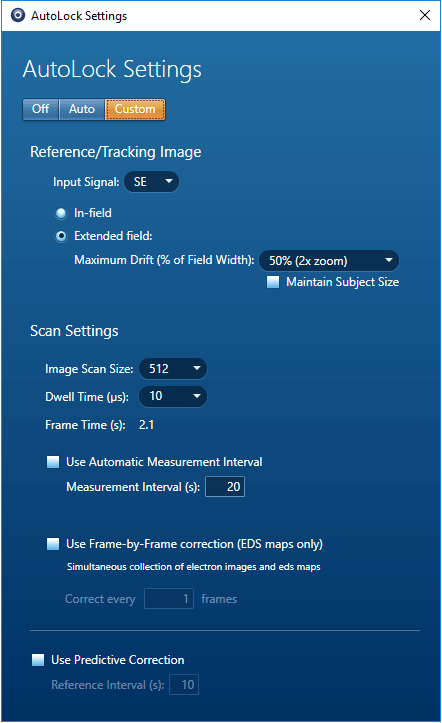 AutoLock Settings
AutoLock Settings
Off Auto Custom
Reference/Tracking Image
Input Signal: SE
In-field
Extended field:
Maximum Drift (% of Field Width): 50% (2x zoom)
Maintain Subject Size
Scan Settings
Image Scan Size: 512
Dwell Time (µs): 10
Frame Time (s): 2.1
Use Automatic Measurement Interval
Measurement Interval (s): 20
Use Frame-by-Frame correction (EDS maps only)
Simultaneous collection of electron images and eds maps
Correct every 1 frames
Use Predictive Correction
Reference Interval (s): 10